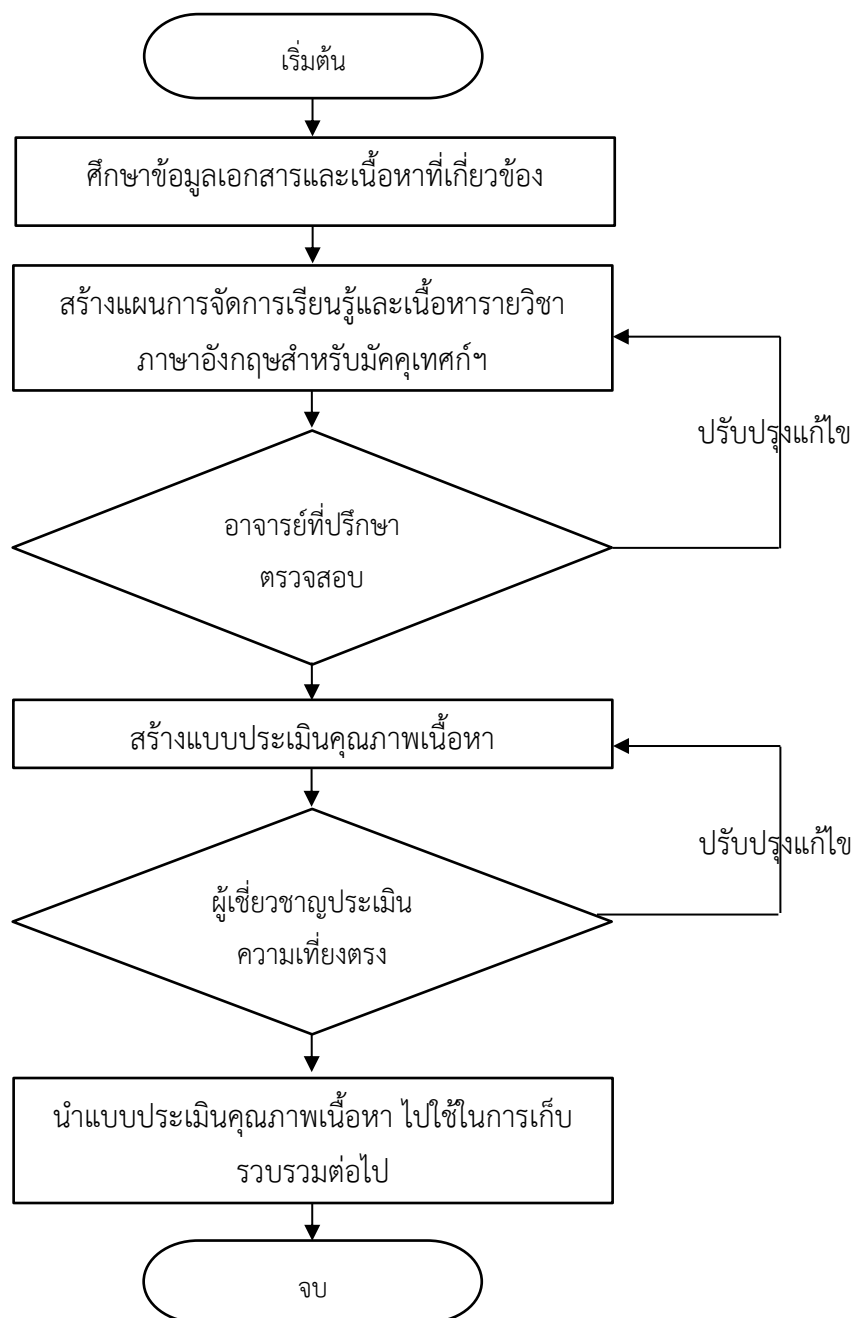 เริ่มต้น
ศึกษาข้อมูลเอกสารและเนื้อหาที่เกี่ยวข้อง
สร้างแผนการจัดการเรียนรู้และเนื้อหารายวิชา
ภาษาอังกฤษสำหรับมัคคุเทศก์ฯ
ปรับปรุงแก้ไข
อาจารย์ที่ปรึกษา
ตรวจสอบ
สร้างแบบประเมินคุณภาพเนื้อหา
ปรับปรุงแก้ไข
ผู้เชี่ยวชาญประเมิน
ความเที่ยงตรง
นำแบบประเมินคุณภาพเนื้อหา ไปใช้ในการเก็บ
รวบรวมต่อไป
จบ